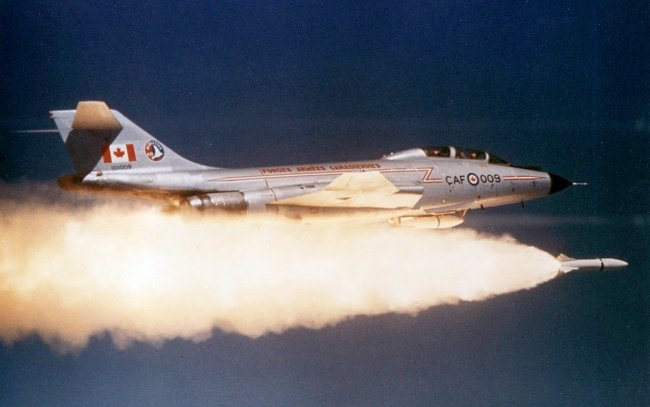 FORCES ARMÉES CANADIENNES
CAF 009
101009